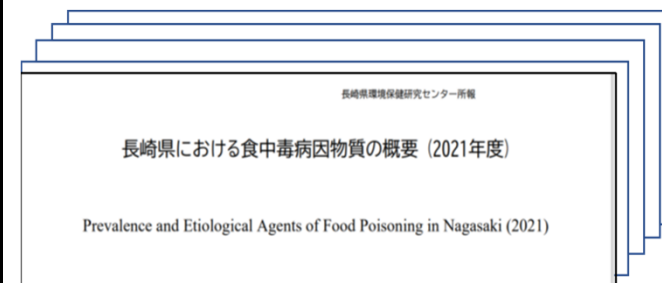 長崎県環境保健研究センター所報
長崎県における食中毒病因物質の概要（2021年度）
Prevalence and Etiological Agents of Food Poisoning in Nagasaki (2021)